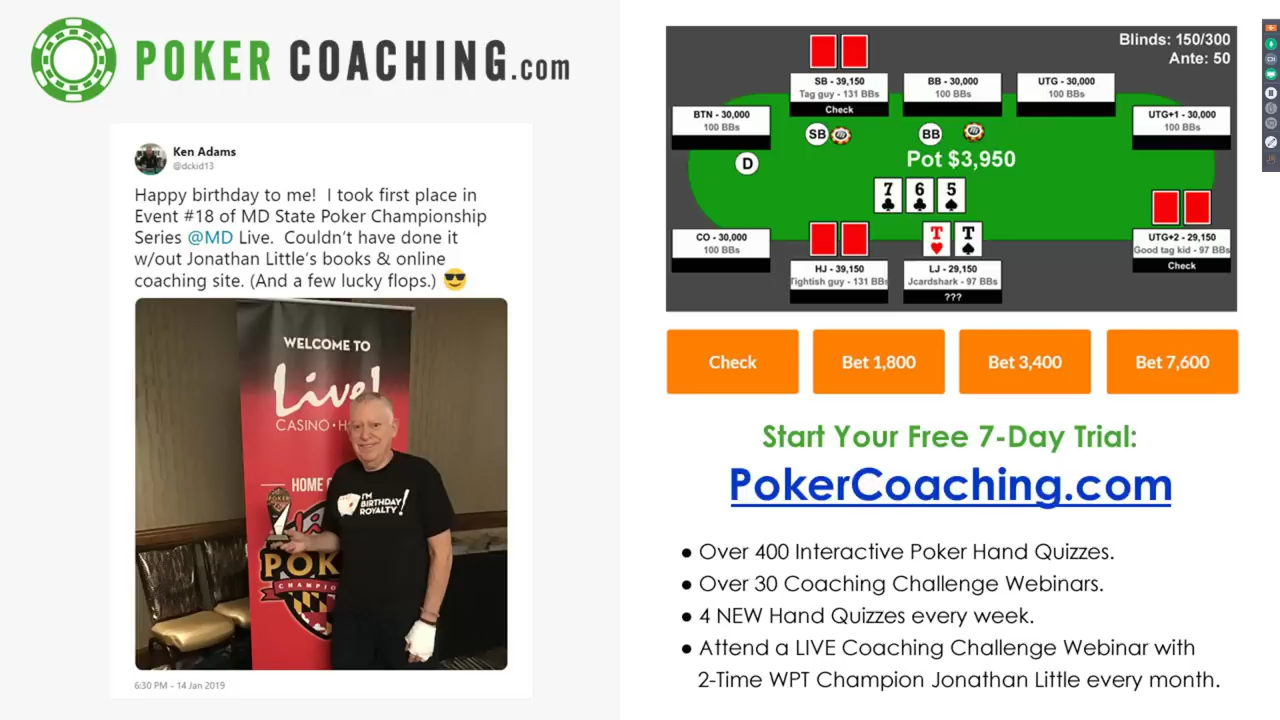 POKER COACHING.com
Ken Adams
@dckid13
Happy birthday to me! I took first place in
Event #18 of MD State Poker Championship
Series @MD Live. Couldn't have done it
w/out Jonathan Little's books & online
coaching site. (And a few lucky flops.)
WELCOME TO
Live!
CASINO
HOME
POKER
I'M
BIRTHDAY
ROYALTY!
6:30 PM - 14 Jan 2019
Blinds: 150/300
Ante: 50
SB - 39,150
Tag guy - 131 BBs
Check
BB - 30,000
100 BBs
UTG - 30,000
100 BBs
BTN - 30,000
100 BBs
UTG+1 - 30,000
100 BBs
SB
BB
D
Pot $3,950
7 6 5
CO - 30,000
100 BBs
T T
UTG+2 - 29,150
Good tag kid - 97 BBs
Check
HJ - 39,150
Tightish guy - 131 BBs
LJ - 29,150
Jcardshark - 97 BBs
???
Check
Bet 1,800
Bet 3,400
Bet 7,600
Start Your Free 7-Day Trial:
PokerCoaching.com
● Over 400 Interactive Poker Hand Quizzes.
● Over 30 Coaching Challenge Webinars.
● 4 NEW Hand Quizzes every week.
● Attend a LIVE Coaching Challenge Webinar with
2-Time WPT Champion Jonathan Little every month.